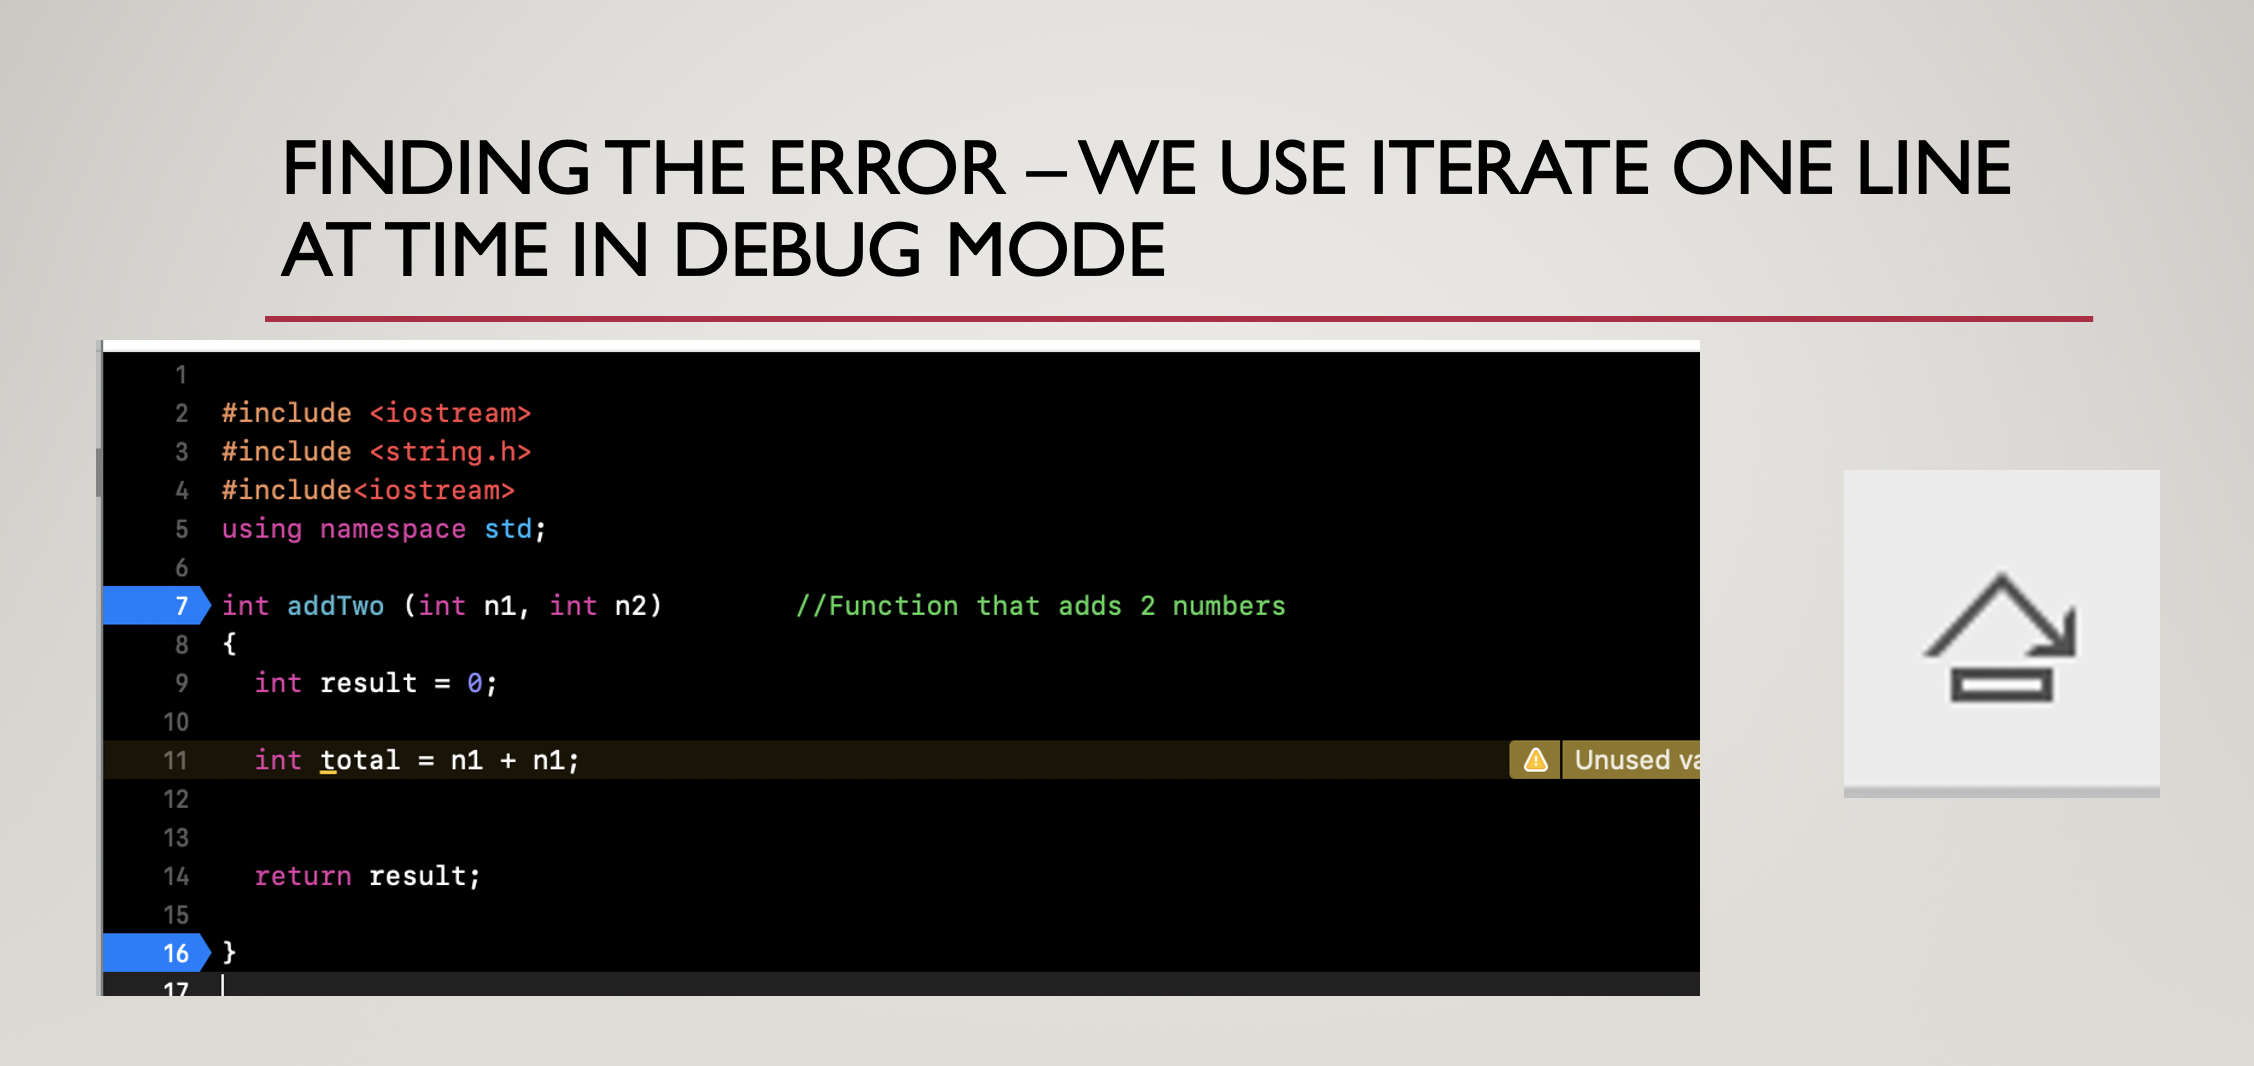 FINDING THE ERROR – WE USE ITERATE ONE LINE
AT TIME IN DEBUG MODE
1
2 #include <iostream>
3 #include <string.h>
4 #include<iostream>
5 using namespace std;
6
7 int addTwo (int n1, int n2) //Function that adds 2 numbers
8 {
9 int result = 0;
10
11 int total = n1 + n1; Unused va
12
13
14 return result;
15
16 }
17